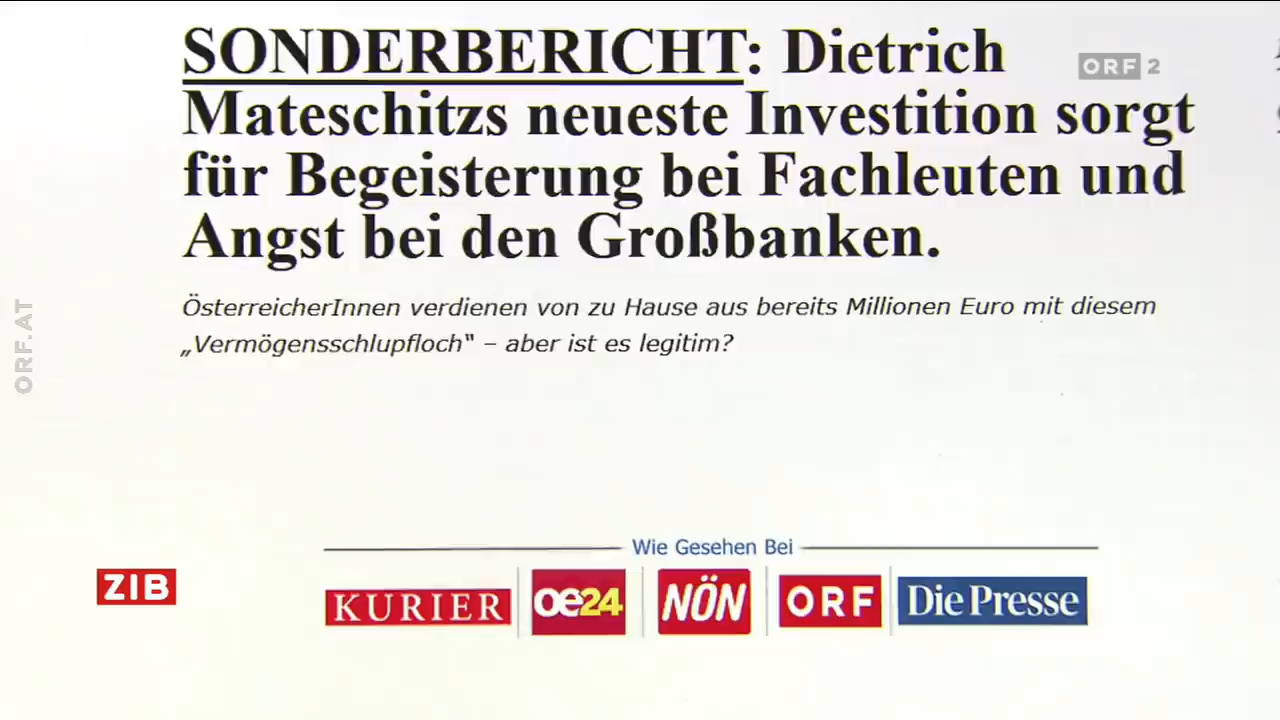 SONDERBERICHT: Dietrich
Mateschitzs neueste Investition sorgt
für Begeisterung bei Fachleuten und
Angst bei den Großbanken.
ORF 2
ÖsterreicherInnen verdienen von zu Hause aus bereits Millionen Euro mit diesem
„Vermögensschlupfloch“ – aber ist es legitim?
ORF.AT
Wie Gesehen Bei
ZIB
KURIER
oe24
NÖN
ORF
Die Presse